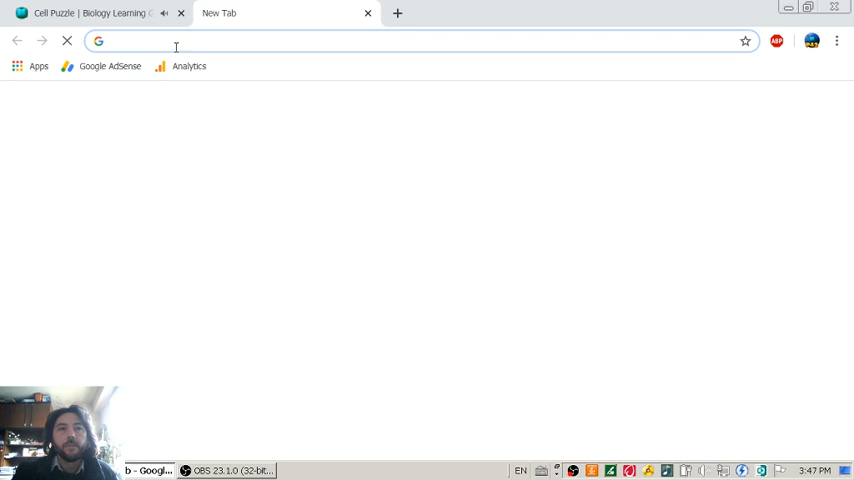 Cell Puzzle | Biology Learning G
New Tab
Apps
Google AdSense
Analytics
ABP
b - Googl...
OBS 23.1.0 (32-bit...
EN
3:47 PM